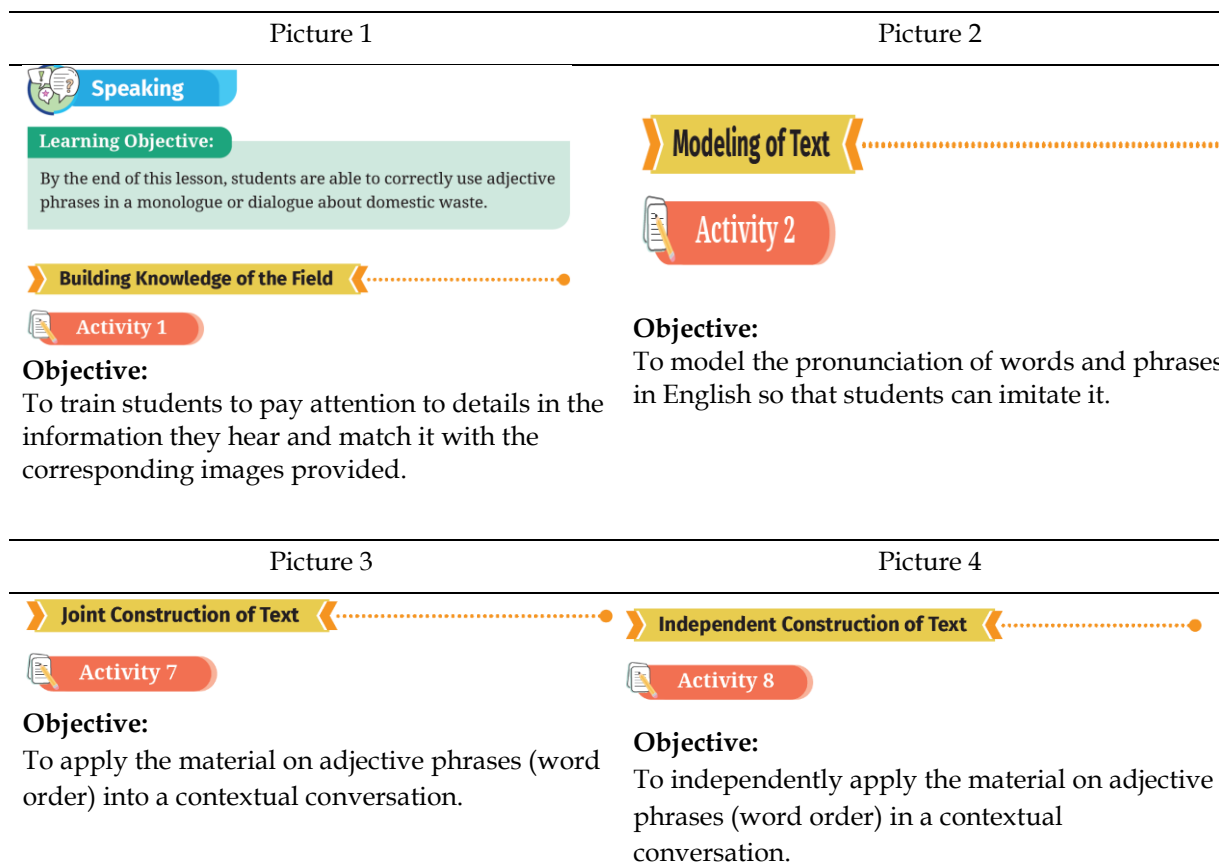 Picture 1
Picture 2
Speaking
Learning Objective:
By the end of this lesson, students are able to correctly use adjective
phrases in a monologue or dialogue about domestic waste.
Building Knowledge of the Field
Activity 1
Objective:
To train students to pay attention to details in the
information they hear and match it with the
corresponding images provided.
Modeling of Text
Activity 2
Objective:
To model the pronunciation of words and phrases
in English so that students can imitate it.
Picture 3
Picture 4
Joint Construction of Text
Activity 7
Objective:
To apply the material on adjective phrases (word
order) into a contextual conversation.
Independent Construction of Text
Activity 8
Objective:
To independently apply the material on adjective
phrases (word order) in a contextual
conversation.